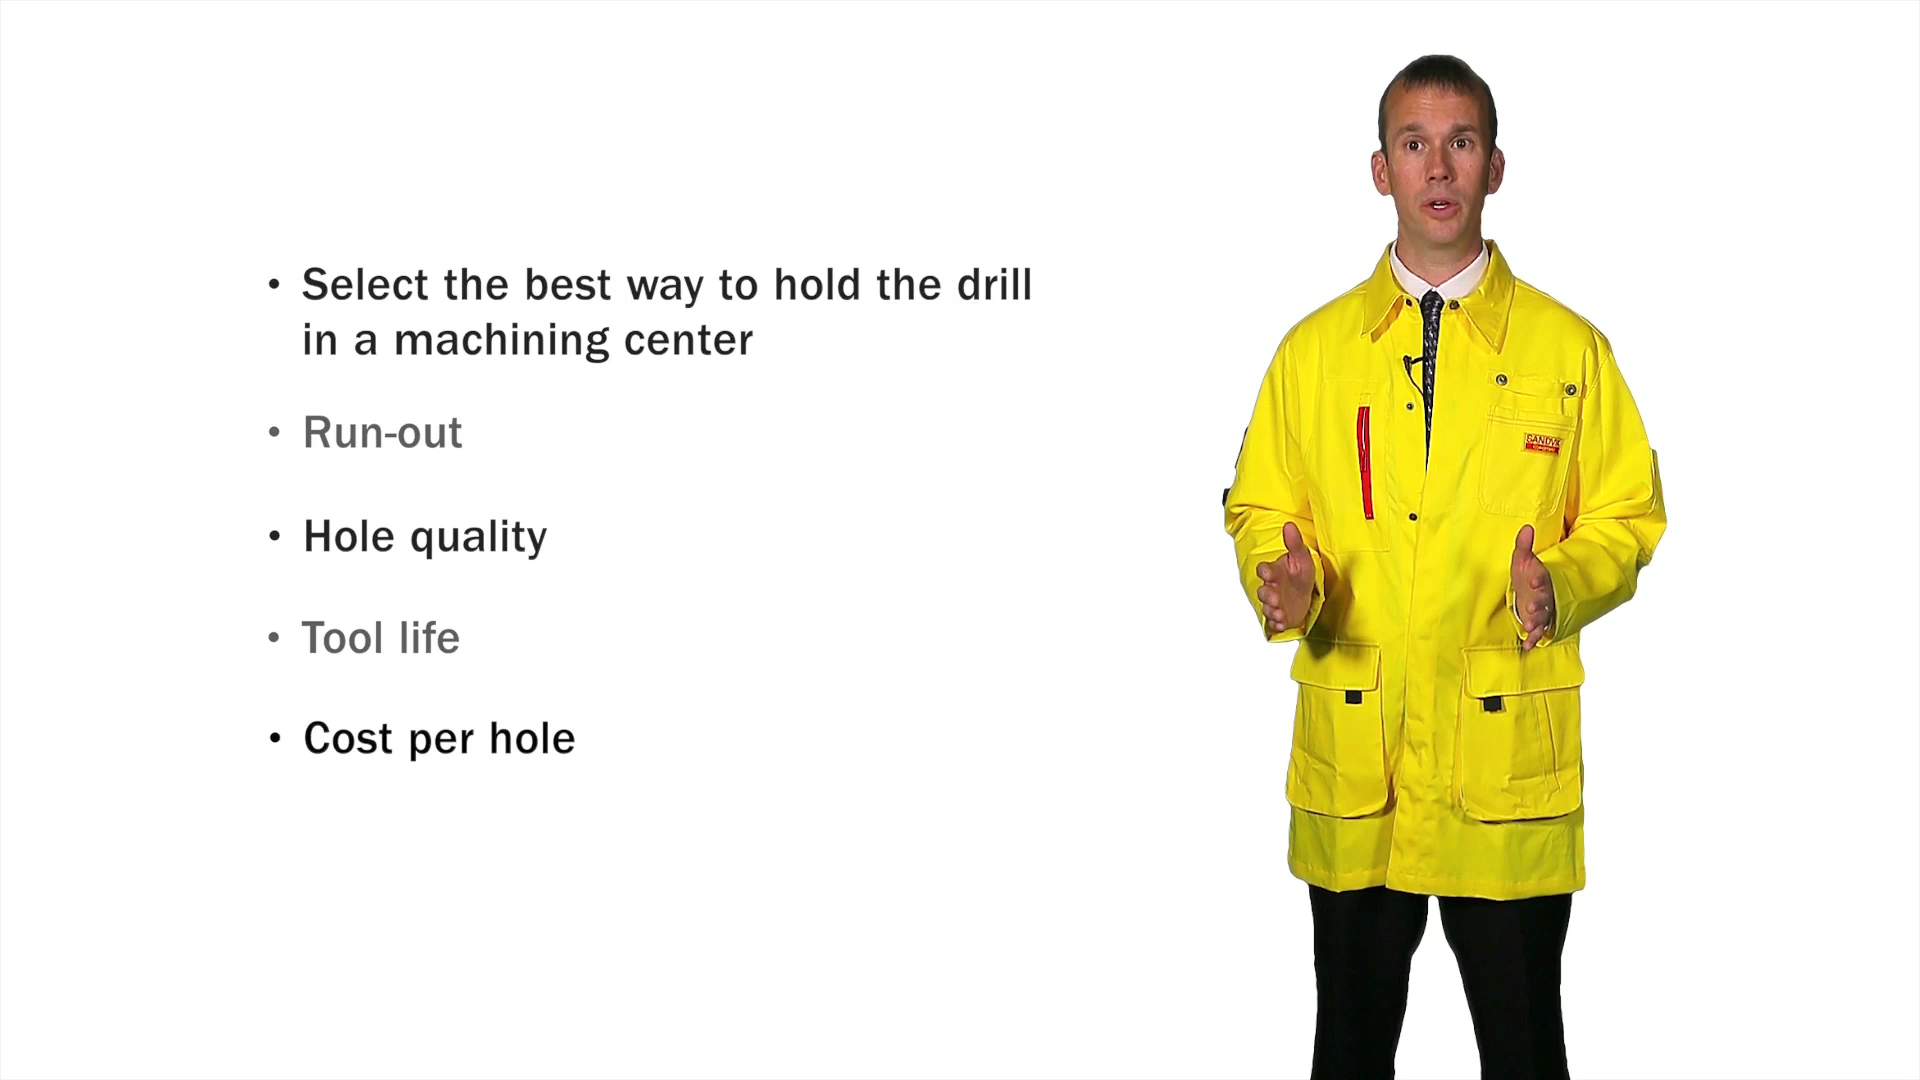 • Select the best way to hold the drill
in a machining center
• Run-out
• Hole quality
• Tool life
• Cost per hole
SANDVIK